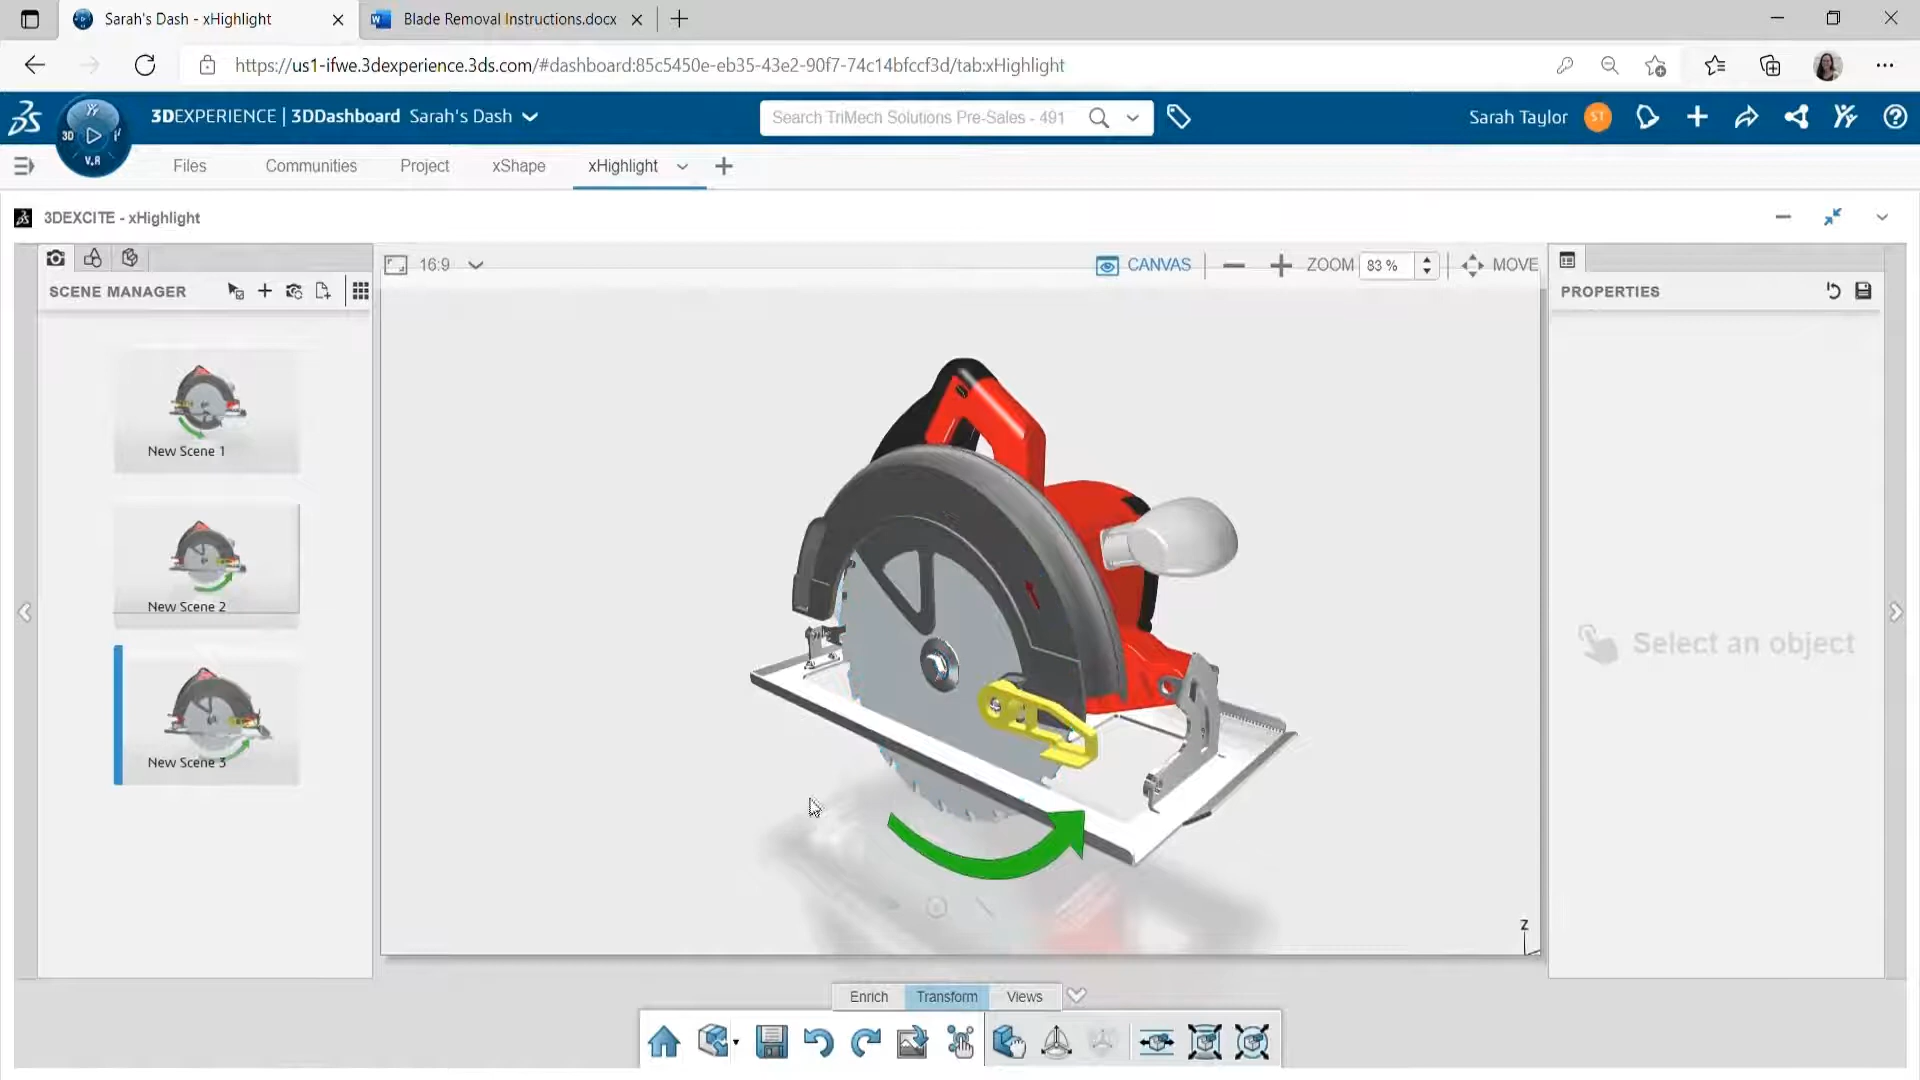 Sarah's Dash - xHighlight
Blade Removal Instructions.docx
https://us1-ifwe.3dexperience.3ds.com/#dashboard:85c5450e-eb35-43e2-90f7-74c14bfccf3d/tab:xHighlight
3DEXPERIENCE | 3DDashboard Sarah's Dash
Search TriMech Solutions Pre-Sales - 491
Sarah Taylor ST
3D
V,R
Files Communities Project xShape xHighlight
3DEXCITE - xHighlight
16:9
CANVAS
ZOOM 83 %
MOVE
SCENE MANAGER
PROPERTIES
New Scene 1
New Scene 2
New Scene 3
Select an object
Z
Enrich Transform Views